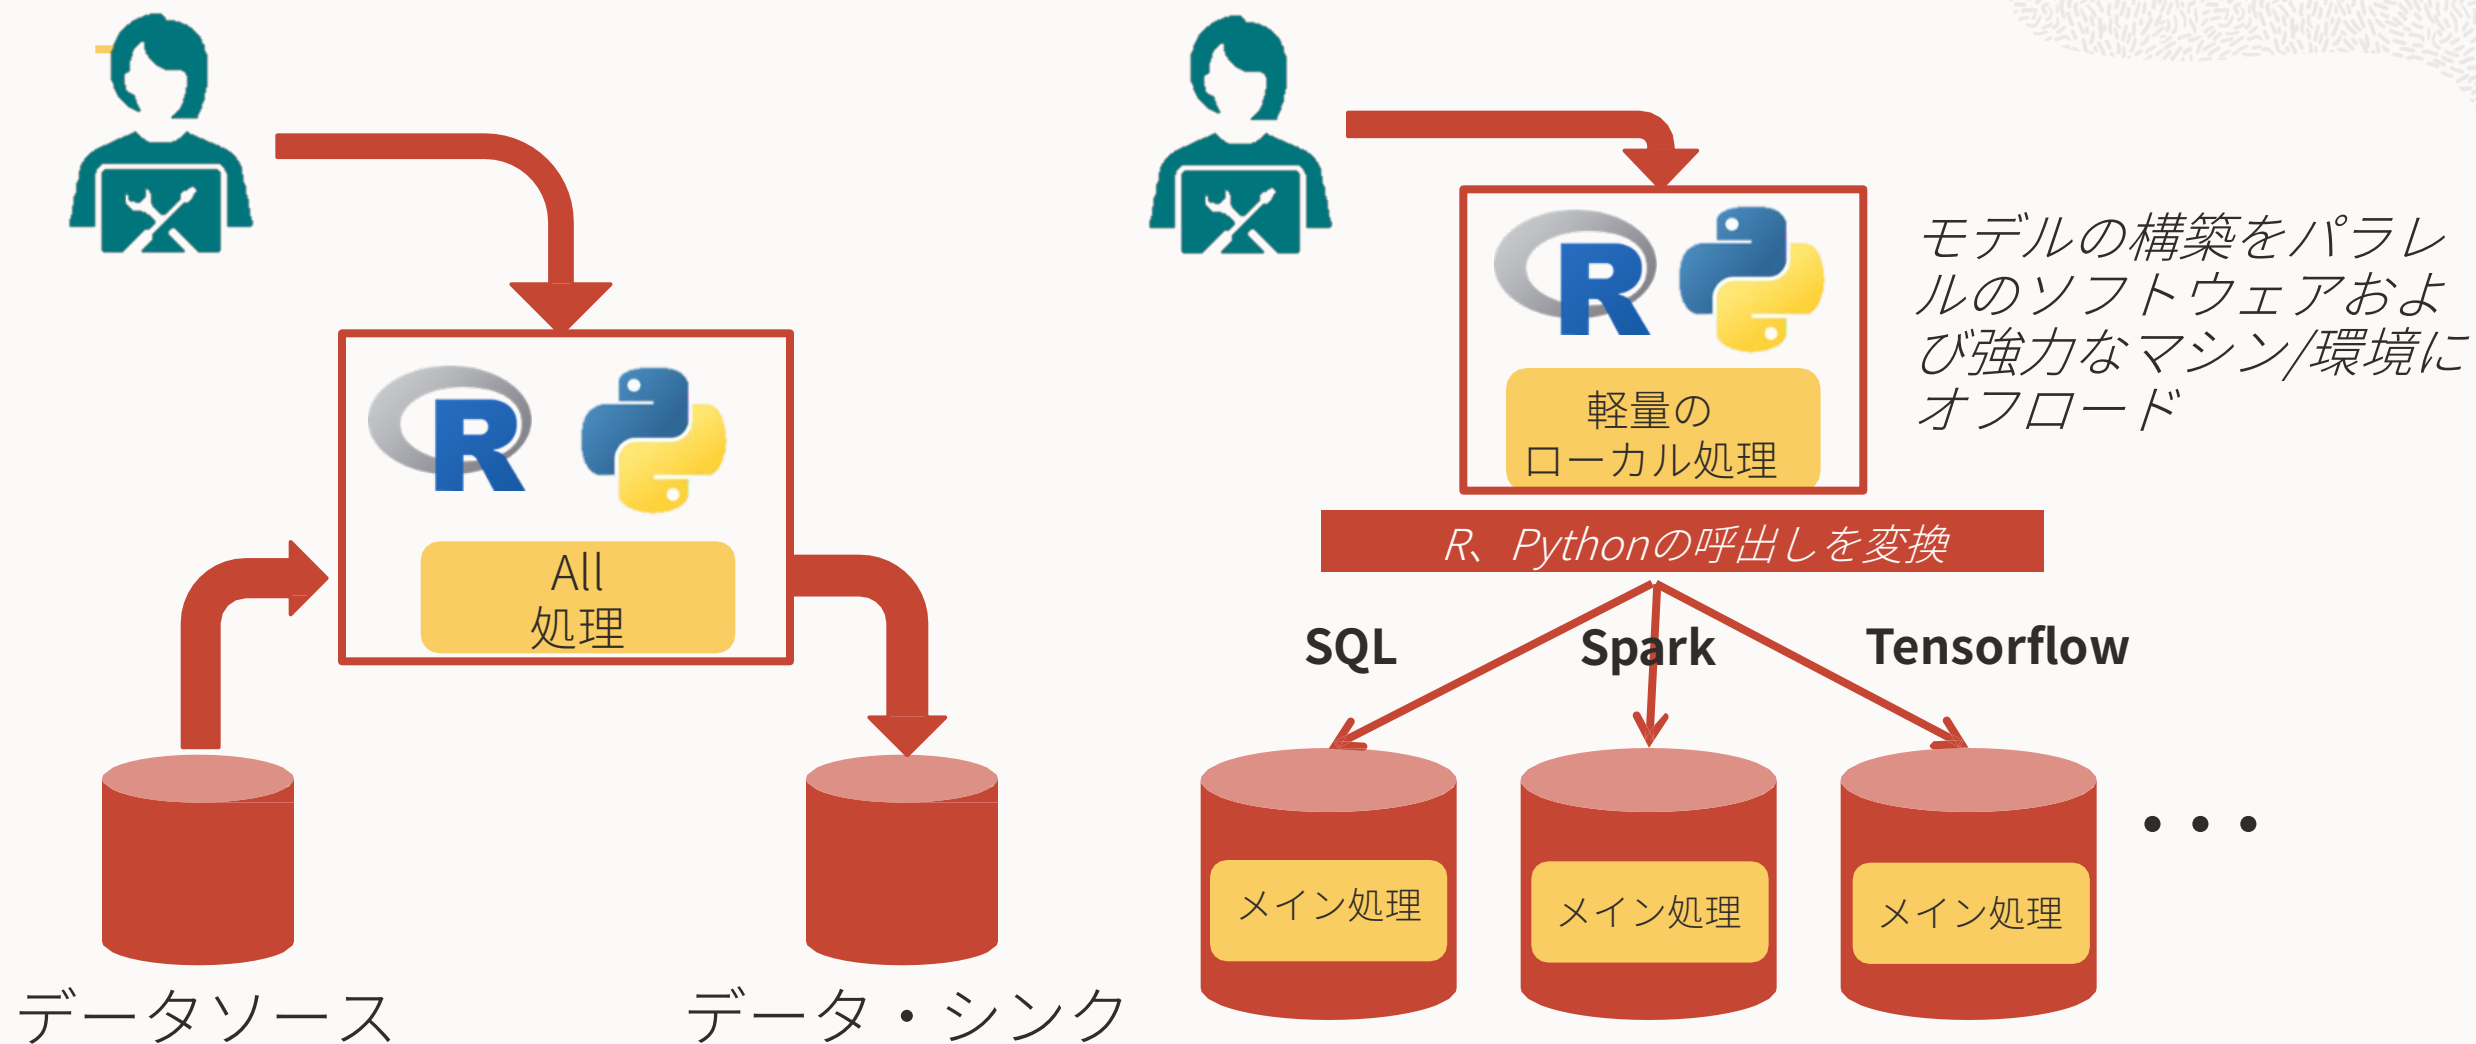 All
処理
データソース
データ・シンク
R
R
軽量の
ローカル処理
モデルの構築をパラレ
ルのソフトウェアおよ
び強力なマシン/環境に
オフロード
R、Pythonの呼出しを変換
SQL
Spark
Tensorflow
メイン処理
メイン処理
メイン処理
• • •